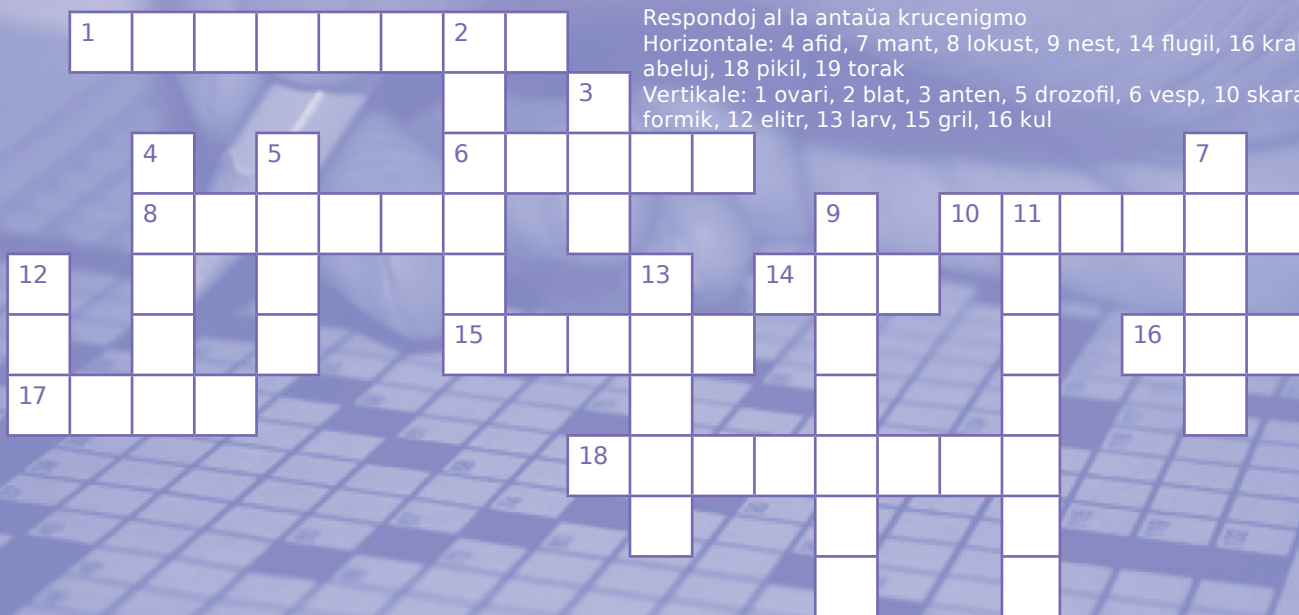 Respondoj al la antaŭa krucenigmo
Horizontale: 4 afid, 7 mant, 8 lokust, 9 nest, 14 flugil, 16
abeluj, 18 pikil, 19 torak
Vertikale: 1 ovari, 2 blat, 3 anten, 5 drozofil, 6 vesp, 10
formik, 12 elitr, 13 larv, 15 gril, 16 kul
1 2
3
4 5 6 7
8 9 10 11
12 13 14
15 16
17
18